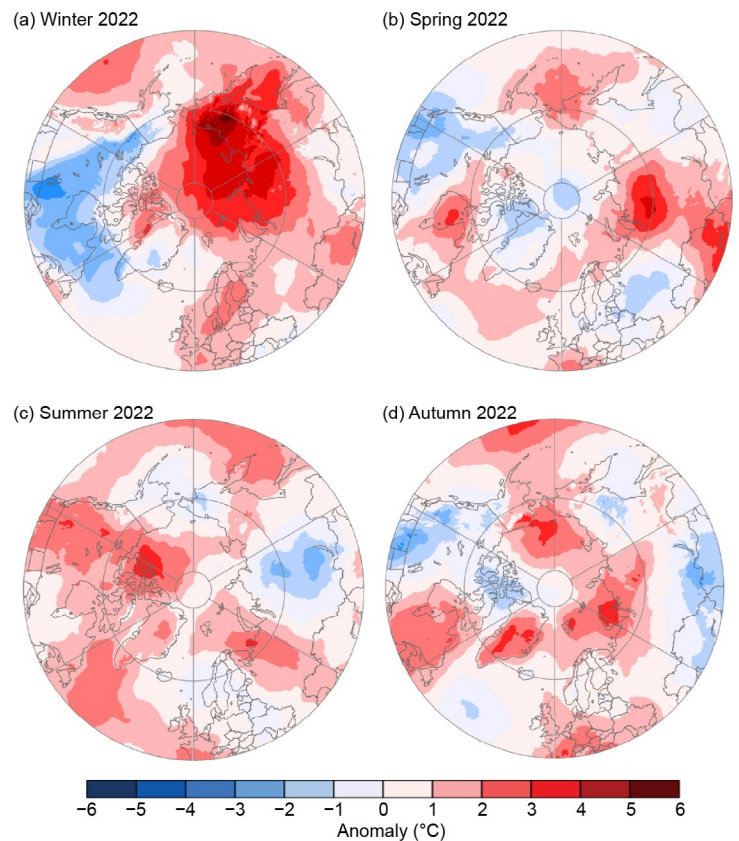 (a) Winter 2022
(b) Spring 2022
(c) Summer 2022
(d) Autumn 2022
−6 −5 −4 −3 −2 −1 0 1 2 3 4 5 6
Anomaly (°C)